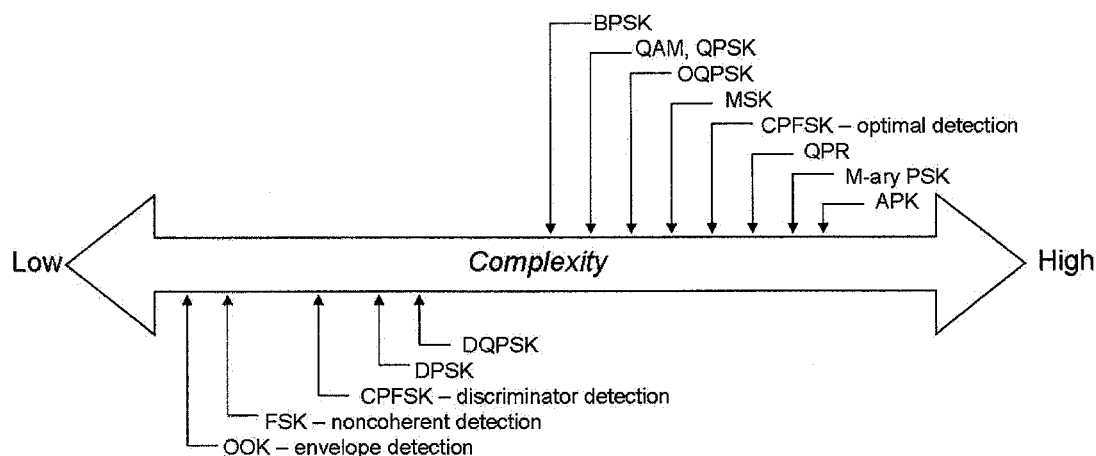 BPSK
QAM, QPSK
OQPSK
MSK
CPFSK – optimal detection
QPR
M-ary PSK
APK
Low
Complexity
High
DQPSK
DPSK
CPFSK – discriminator detection
FSK – noncoherent detection
OOK – envelope detection